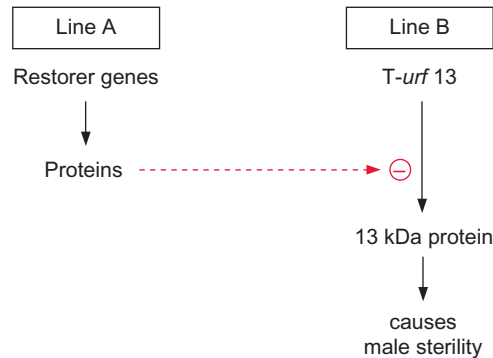 Line A
Line B
Restorer genes
T-urf 13
Proteins
−
13 kDa protein
causes
male sterility